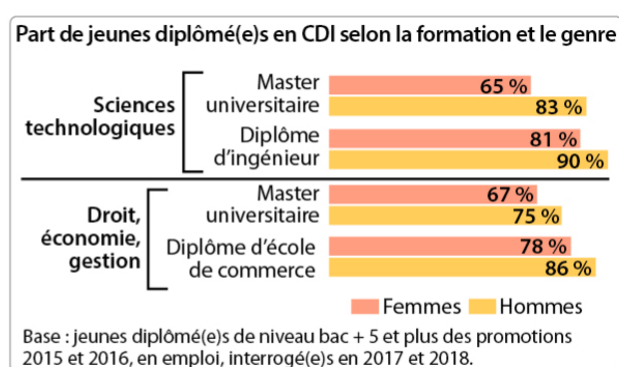 Part de jeunes diplômé(e)s en CDI selon la formation et le genre
Sciences
technologiques
Master
universitaire
65 %
83 %
Diplôme
d'ingénieur
81 %
90 %
Droit,
économie,
gestion
Master
universitaire
67 %
75 %
Diplôme d'école
de commerce
78 %
86 %
Femmes Hommes
Base : jeunes diplômé(e)s de niveau bac + 5 et plus des promotions
2015 et 2016, en emploi, interrogé(e)s en 2017 et 2018.